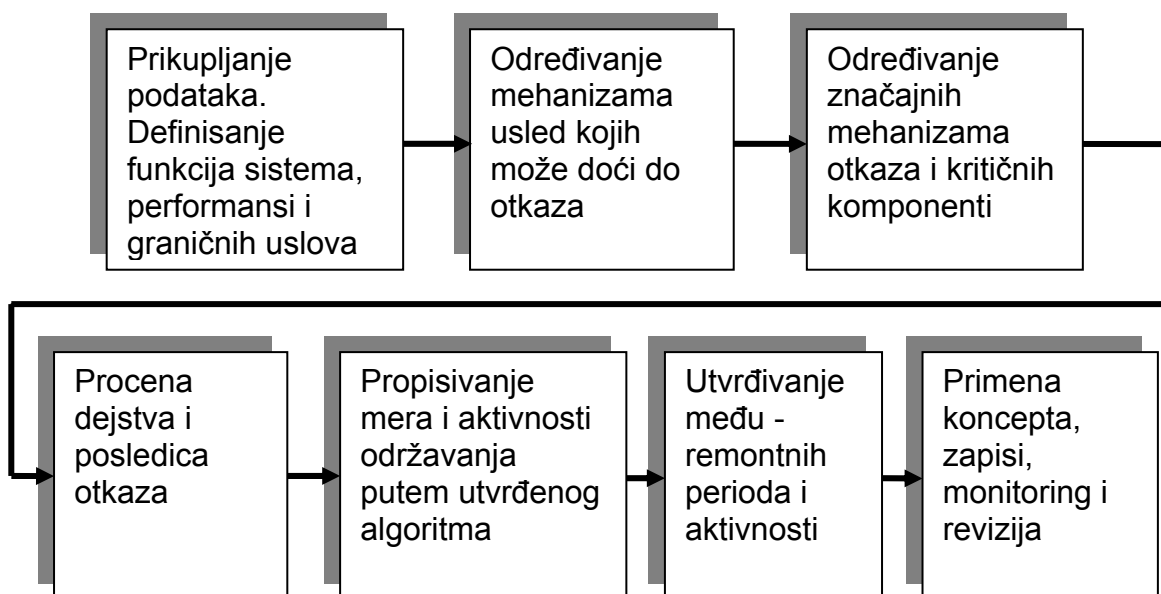 Prikupljanje
podataka.
Definisanje
funkcija sistema,
performansi i
graničnih uslova
Određivanje
mehanizama
usled kojih
može doći do
otkaza
Određivanje
značajnih
mehanizama
otkaza i kritičnih
komponenti
Procena
dejstva i
posledica
otkaza
Propisivanje
mera i aktivnosti
održavanja
putem utvrđenog
algoritma
Utvrđivanje
među -
remontnih
perioda i
aktivnosti
Primena
koncepta,
zapisi,
monitoring i
revizija